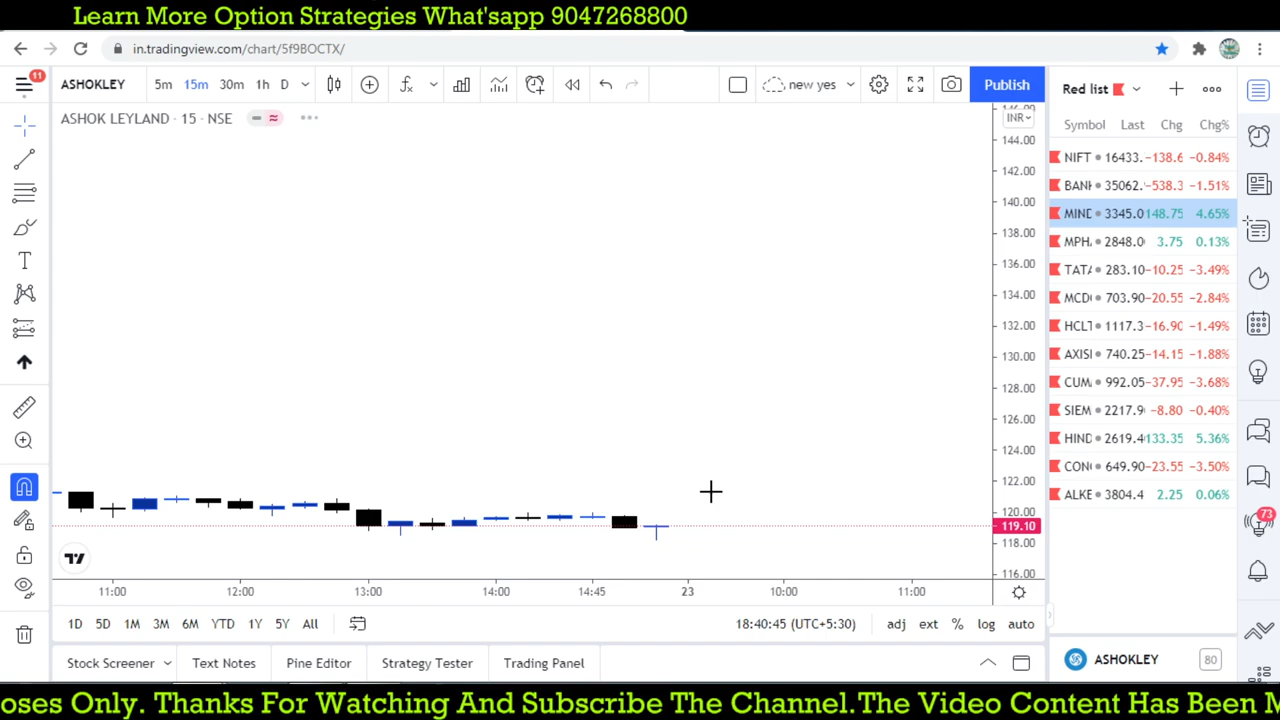 Learn More Option Strategies What'sapp 9047268800
in.tradingview.com/chart/5f9BOCTX/
11
ASHOKLEY 5m 15m 30m 1h D new yes Publish
Red list
ASHOK LEYLAND · 15 · NSE
INR
Symbol Last Chg Chg%
NIFT 16433. -138.6 -0.84%
BANK 35062. -538.3 -1.51%
MIND 3345.0 148.75 4.65%
MPH 2848.0 3.75 0.13%
TATA 283.10 -10.25 -3.49%
MCD 703.90 -20.55 -2.84%
HCLT 1117.3 -16.90 -1.49%
AXISI 740.25 -14.15 -1.88%
CUM 992.05 -37.95 -3.68%
SIEM 2217.9 -8.80 -0.40%
HIND 2619.4 133.35 5.36%
CON 649.90 -23.55 -3.50%
ALKE 3804.4 2.25 0.06%
146.00
144.00
142.00
140.00
138.00
136.00
134.00
132.00
130.00
128.00
126.00
124.00
122.00
120.00
119.10
118.00
116.00
73
11:00 12:00 13:00 14:00 14:45 23 10:00 11:00
1D 5D 1M 3M 6M YTD 1Y 5Y All 18:40:45 (UTC+5:30) adj ext % log auto
Stock Screener Text Notes Pine Editor Strategy Tester Trading Panel
ASHOKLEY 80
oses Only. Thanks For Watching And Subscribe The Channel.The Video Content Has Been M